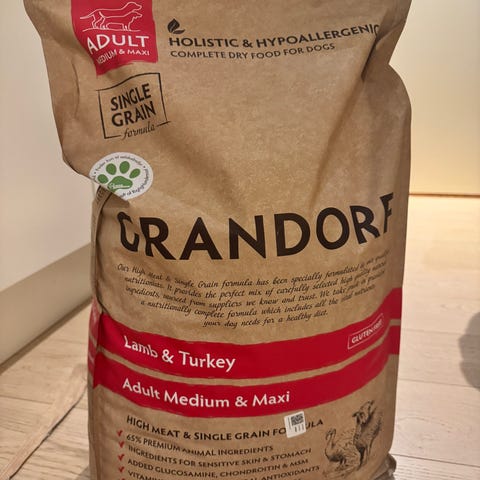 ADULT
MEDIUM & MAXI
HOLISTIC & HYPOALLERGENIC
COMPLETE DRY FOOD FOR DOGS
SINGLE
GRAIN
formula
GRANDORF
Our High Meat & Single Grain formula has been specially formulated by our qualified
nutritionists. It provides the perfect mix of carefully selected high quality natural
ingredients, sourced from suppliers we know and trust. We take pride in providing
a nutritionally complete formula which includes all the vital nutrients
your dog needs for a healthy diet.
GLUTEN FREE
Lamb & Turkey
Adult Medium & Maxi
HIGH MEAT & SINGLE GRAIN FORMULA
✓ 65% PREMIUM ANIMAL INGREDIENTS
✓ INGREDIENTS FOR SENSITIVE SKIN & STOMACH
✓ ADDED GLUCOSAMINE, CHONDROITIN & MSM
ANTIOXIDANTS